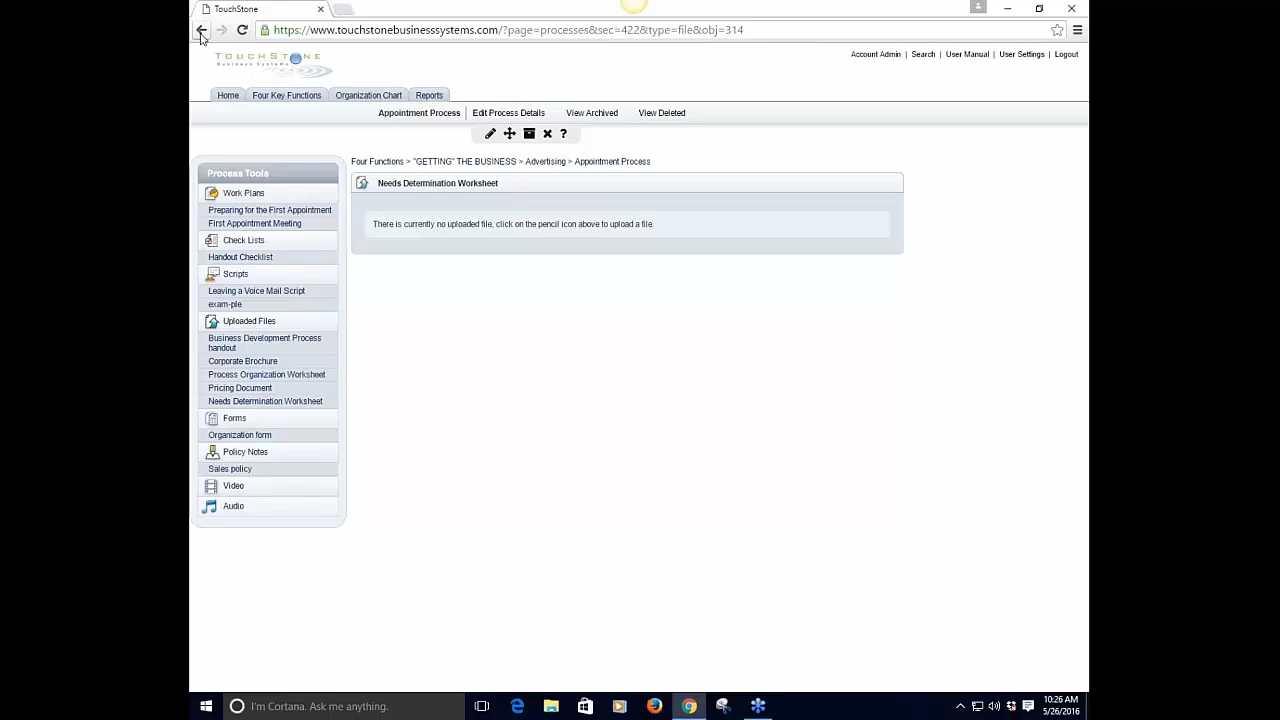 TouchStone
https://www.touchstonebusinesssystems.com/?page=processes&sec=422&type=file&obj=314
TOUCHSTONE
Business Systems
Account Admin | Search | User Manual | User Settings | Logout
Home Four Key Functions Organization Chart Reports
Appointment Process Edit Process Details View Archived View Deleted
?
Four Functions > "GETTING" THE BUSINESS > Advertising > Appointment Process
Process Tools
Work Plans
Preparing for the First Appointment
First Appointment Meeting
Check Lists
Handout Checklist
Scripts
Leaving a Voice Mail Script
exam-ple
Uploaded Files
Business Development Process
handout
Corporate Brochure
Process Organization Worksheet
Pricing Document
Needs Determination Worksheet
Forms
Organization form
Policy Notes
Sales policy
Video
Audio
Needs Determination Worksheet
There is currently no uploaded file, click on the pencil icon above to upload a file.
I'm Cortana. Ask me anything.
10:26 AM
5/26/2016